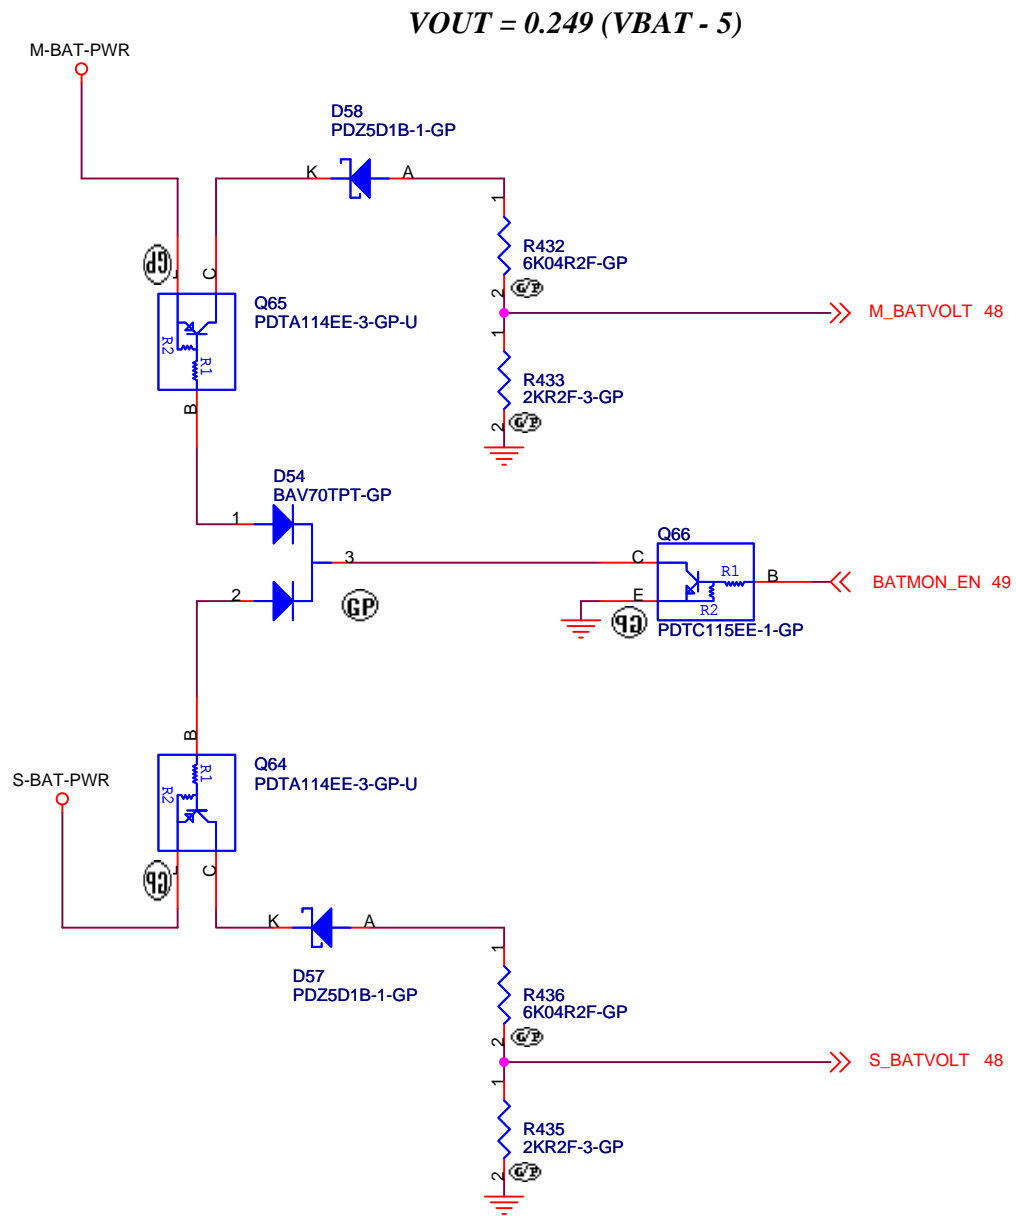 VOUT = 0.249 (VBAT - 5)
M-BAT-PWR
D58
PDZ5D1B-1-GP
K
A
1
R432
6K04R2F-GP
2
G/P
GP
C
Q65
PDTA114EE-3-GP-U
R2
R1
B
M_BATVOLT 48
1
R433
2KR2F-3-GP
2
G/P
D54
BAV70TPT-GP
1
3
2
GP
Q66
C
R1
B
E
R2
GP
PDTC115EE-1-GP
BATMON_EN 49
B
Q64
PDTA114EE-3-GP-U
R1
R2
S-BAT-PWR
GP
C
K
A
D57
PDZ5D1B-1-GP
1
R436
6K04R2F-GP
2
G/P
S_BATVOLT 48
1
R435
2KR2F-3-GP
2
G/P